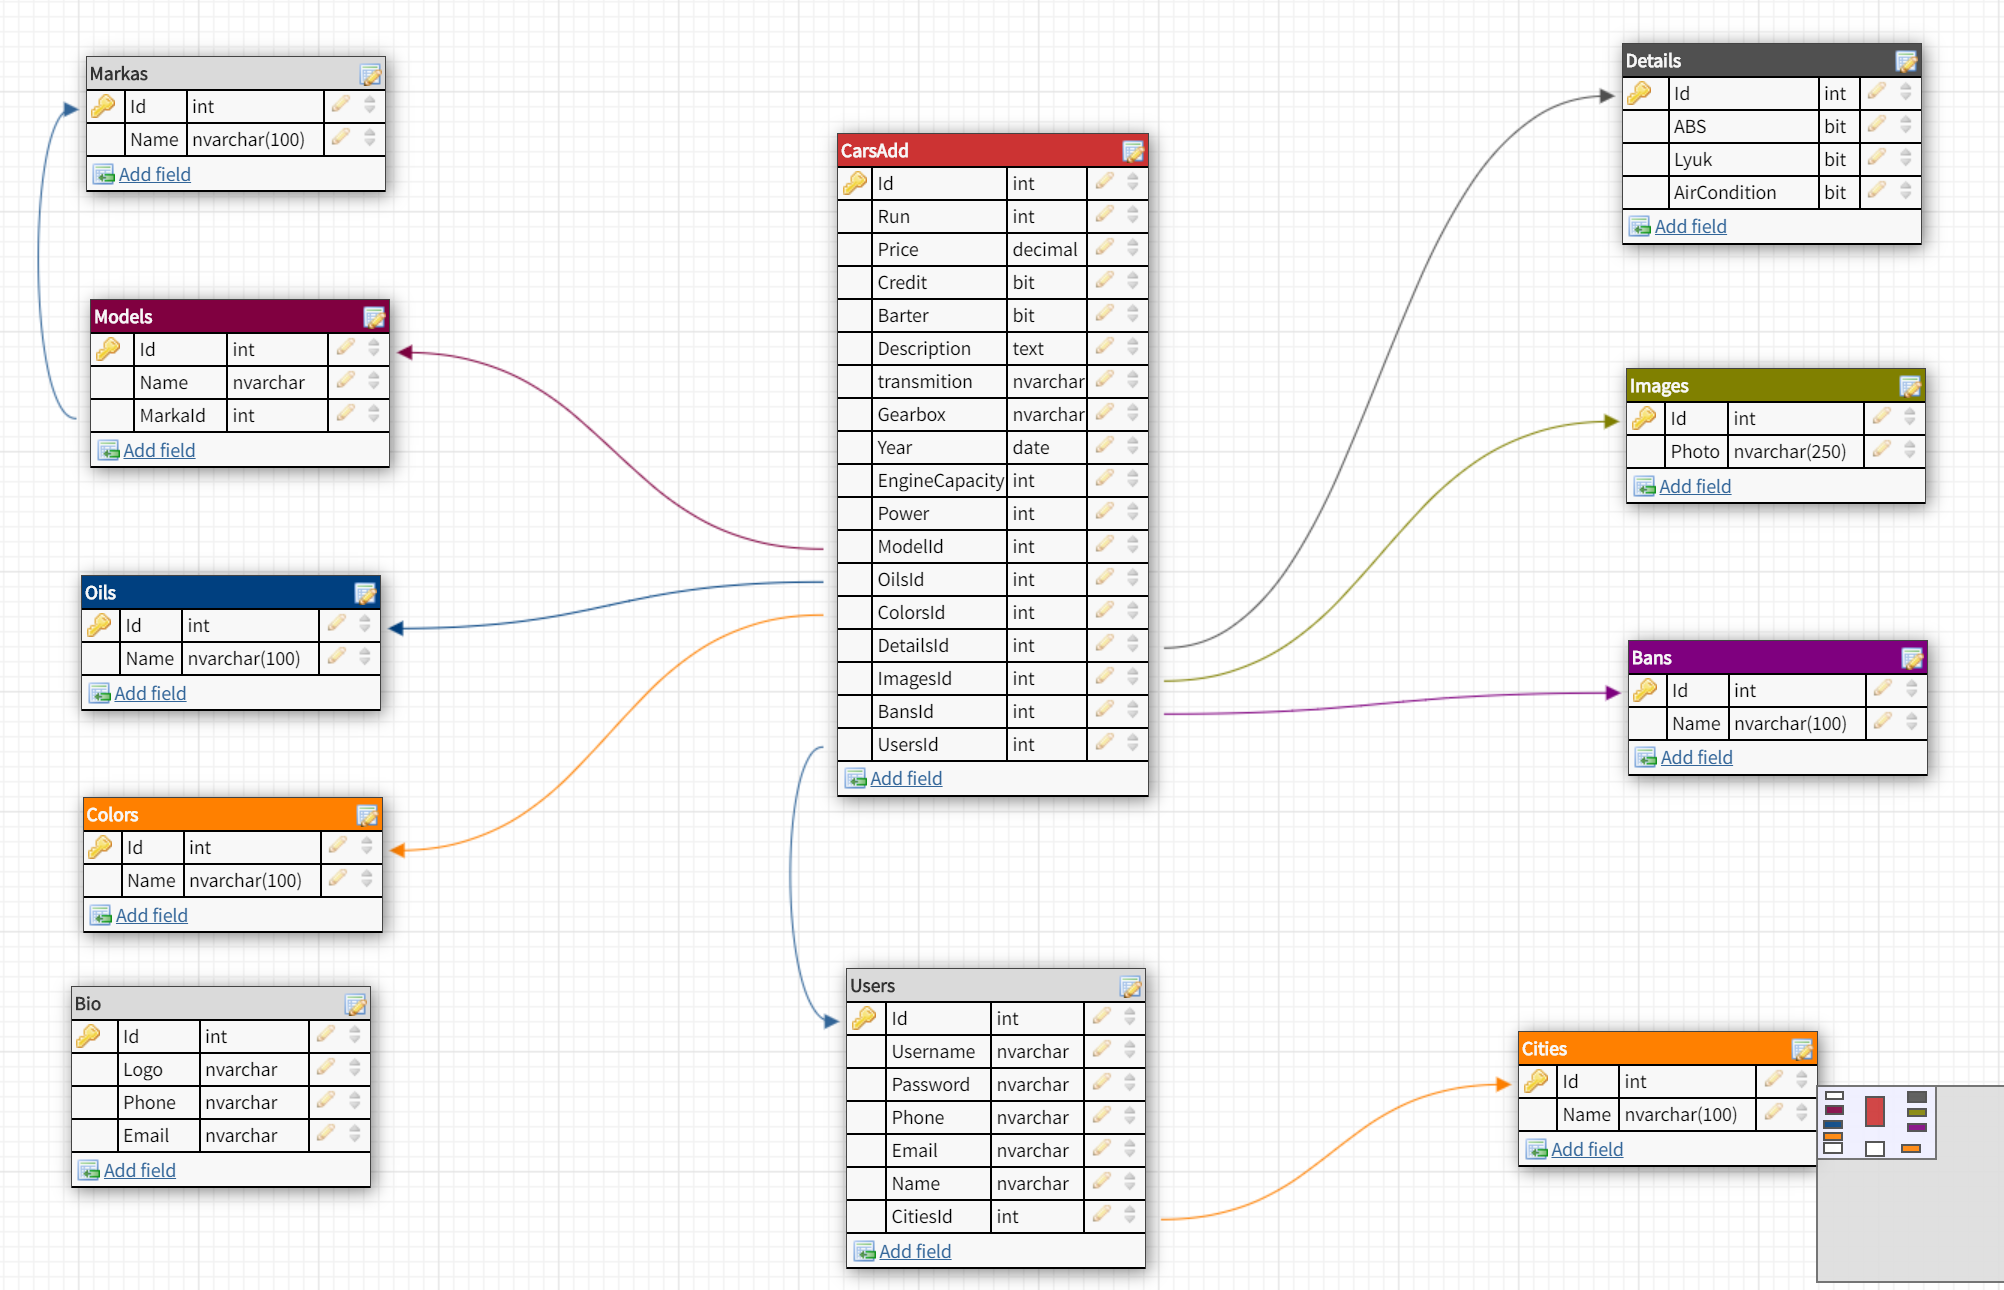 Markas
Id int
Name nvarchar(100)
Add field
Models
Id int
Name nvarchar
MarkaId int
Add field
Oils
Id int
Name nvarchar(100)
Add field
Colors
Id int
Name nvarchar(100)
Add field
Bio
Id int
Logo nvarchar
Phone nvarchar
Email nvarchar
Add field
CarsAdd
Id int
Run int
Price decimal
Credit bit
Barter bit
Description text
transmition nvarchar
Gearbox nvarchar
Year date
EngineCapacity int
Power int
ModelId int
OilsId int
ColorsId int
DetailsId int
ImagesId int
BansId int
UsersId int
Add field
Users
Id int
Username nvarchar
Password nvarchar
Phone nvarchar
Email nvarchar
Name nvarchar
CitiesId int
Add field
Details
Id int
ABS bit
Lyuk bit
AirCondition bit
Add field
Images
Id int
Photo nvarchar(250)
Add field
Bans
Id int
Name nvarchar(100)
Add field
Cities
Id int
Name nvarchar(100)
Add field